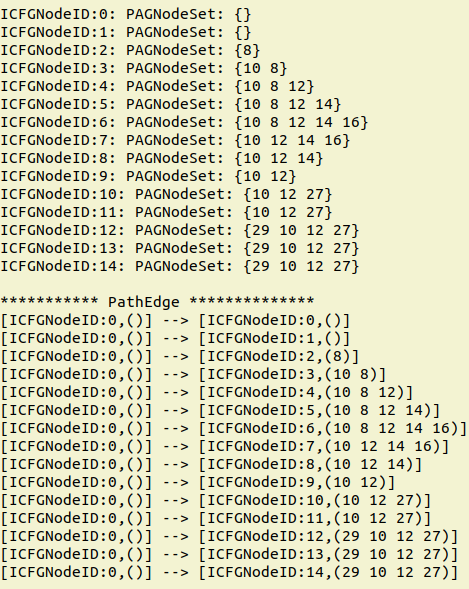 ICFGNodeID:0: PAGNodeSet: {}
ICFGNodeID:1: PAGNodeSet: {}
ICFGNodeID:2: PAGNodeSet: {8}
ICFGNodeID:3: PAGNodeSet: {10 8}
ICFGNodeID:4: PAGNodeSet: {10 8 12}
ICFGNodeID:5: PAGNodeSet: {10 8 12 14}
ICFGNodeID:6: PAGNodeSet: {10 8 12 14 16}
ICFGNodeID:7: PAGNodeSet: {10 12 14 16}
ICFGNodeID:8: PAGNodeSet: {10 12 14}
ICFGNodeID:9: PAGNodeSet: {10 12}
ICFGNodeID:10: PAGNodeSet: {10 12 27}
ICFGNodeID:11: PAGNodeSet: {10 12 27}
ICFGNodeID:12: PAGNodeSet: {29 10 12 27}
ICFGNodeID:13: PAGNodeSet: {29 10 12 27}
ICFGNodeID:14: PAGNodeSet: {29 10 12 27}
*********** PathEdge **************
[ICFGNodeID:0,()] --> [ICFGNodeID:0,()]
[ICFGNodeID:0,()] --> [ICFGNodeID:1,()]
[ICFGNodeID:0,()] --> [ICFGNodeID:2,(8)]
[ICFGNodeID:0,()] --> [ICFGNodeID:3,(10 8)]
[ICFGNodeID:0,()] --> [ICFGNodeID:4,(10 8 12)]
[ICFGNodeID:0,()] --> [ICFGNodeID:5,(10 8 12 14)]
[ICFGNodeID:0,()] --> [ICFGNodeID:6,(10 8 12 14 16)]
[ICFGNodeID:0,()] --> [ICFGNodeID:7,(10 12 14 16)]
[ICFGNodeID:0,()] --> [ICFGNodeID:8,(10 12 14)]
[ICFGNodeID:0,()] --> [ICFGNodeID:9,(10 12)]
[ICFGNodeID:0,()] --> [ICFGNodeID:10,(10 12 27)]
[ICFGNodeID:0,()] --> [ICFGNodeID:11,(10 12 27)]
[ICFGNodeID:0,()] --> [ICFGNodeID:12,(29 10 12 27)]
[ICFGNodeID:0,()] --> [ICFGNodeID:13,(29 10 12 27)]
[ICFGNodeID:0,()] --> [ICFGNodeID:14,(29 10 12 27)]